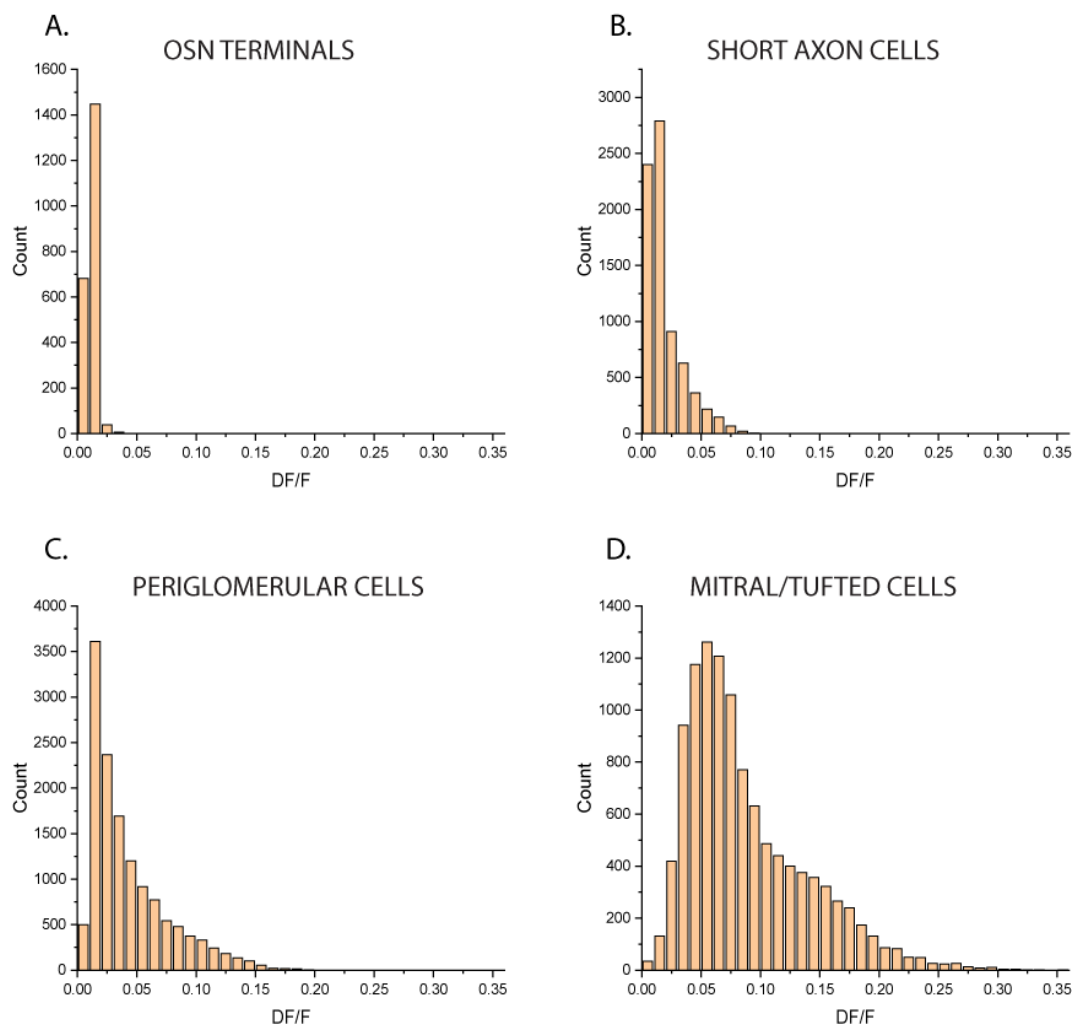 A.
OSN TERMINALS
1600
1400
1200
1000
800
600
400
200
0
Count
0.00 0.05 0.10 0.15 0.20 0.25 0.30 0.35
DF/F
B.
SHORT AXON CELLS
3000
2500
2000
1500
1000
500
0
Count
0.00 0.05 0.10 0.15 0.20 0.25 0.30 0.35
DF/F
C.
PERIGLOMERULAR CELLS
4000
3500
3000
2500
2000
1500
1000
500
0
Count
0.00 0.05 0.10 0.15 0.20 0.25 0.30 0.35
DF/F
D.
MITRAL/TUFTED CELLS
1400
1200
1000
800
600
400
200
0
Count
0.00 0.05 0.10 0.15 0.20 0.25 0.30 0.35
DF/F